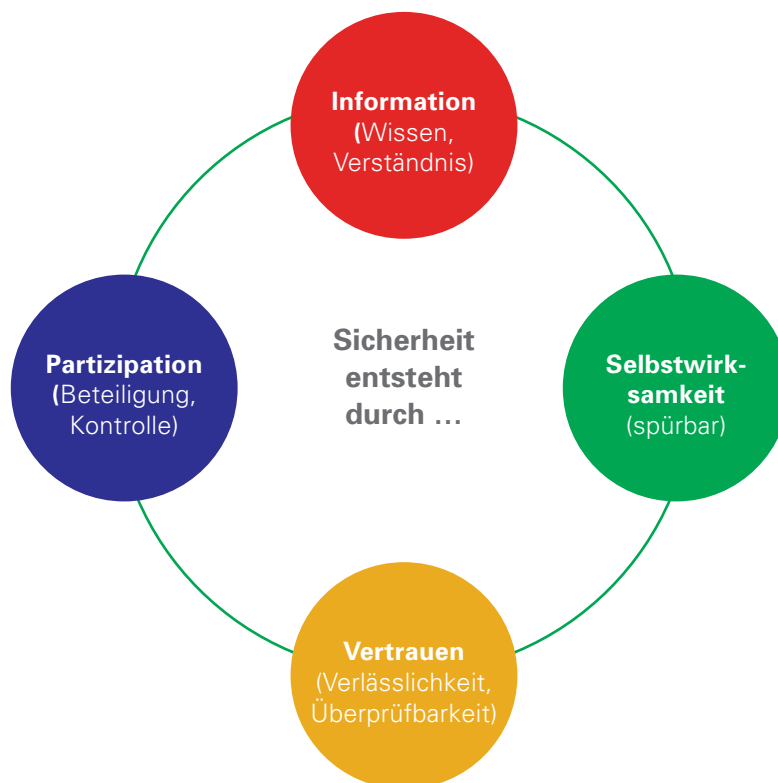 Information
(Wissen,
Verständnis)
Partizipation
(Beteiligung,
Kontrolle)
Sicherheit
entsteht
durch …
Selbstwirk-
samkeit
(spürbar)
Vertrauen
(Verlässlichkeit,
Überprüfbarkeit)